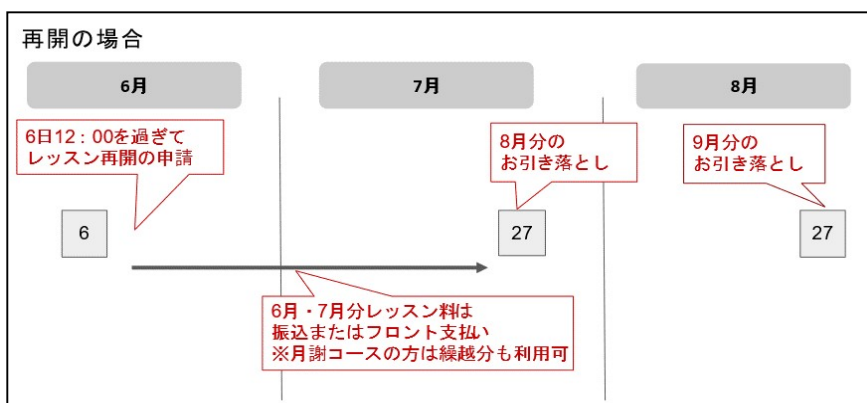 再開の場合
6月
7月
8月
6日12：00を過ぎて
レッスン再開の申請
8月分の
お引き落とし
9月分の
お引き落とし
6
27
27
6月・7月分レッスン料は
振込またはフロント支払い
※月謝コースの方は繰越分も利用可